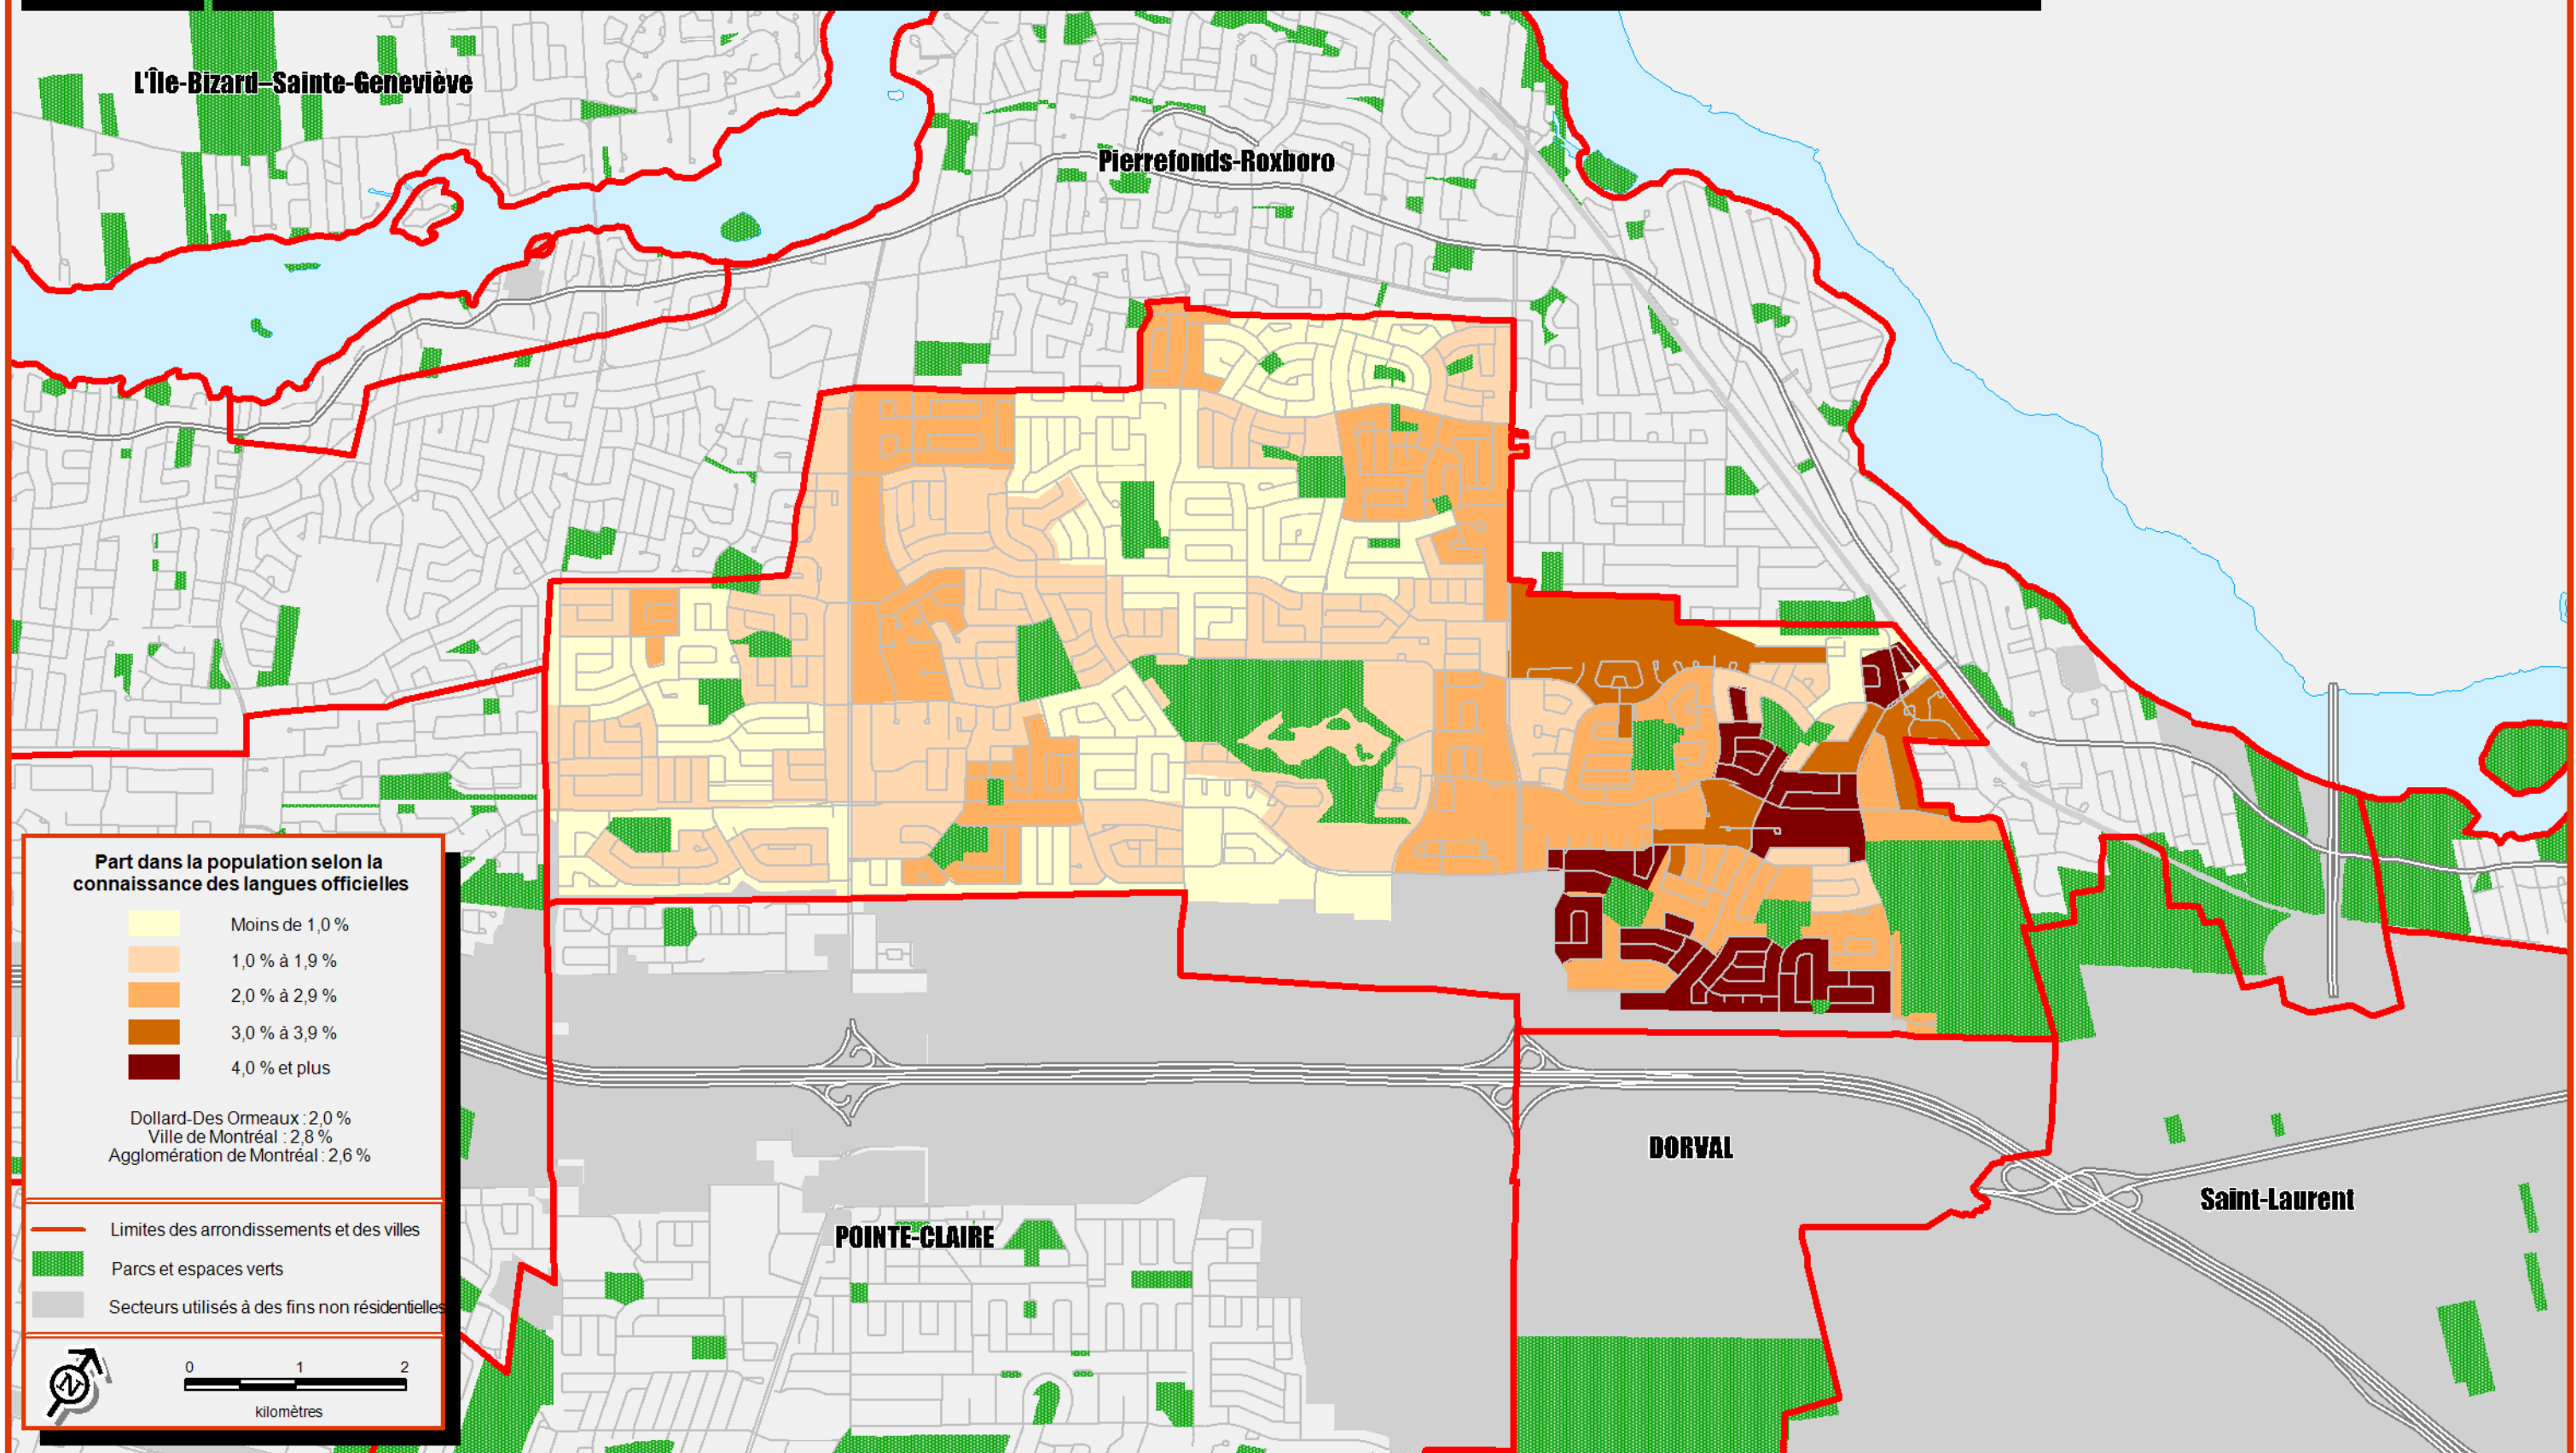 L'Île-Bizard–Sainte-Geneviève
Pierrefonds-Roxboro
Part dans la population selon la
connaissance des langues officielles
Moins de 1,0 %
1,0 % à 1,9 %
2,0 % à 2,9 %
3,0 % à 3,9 %
4,0 % et plus
Dollard-Des Ormeaux : 2,0 %
Ville de Montréal : 2,8 %
Agglomération de Montréal : 2,6 %
Limites des arrondissements et des villes
Parcs et espaces verts
Secteurs utilisés à des fins non résidentielles
N
0 1 2
kilomètres
DORVAL
Saint-Laurent
POINTE-CLAIRE